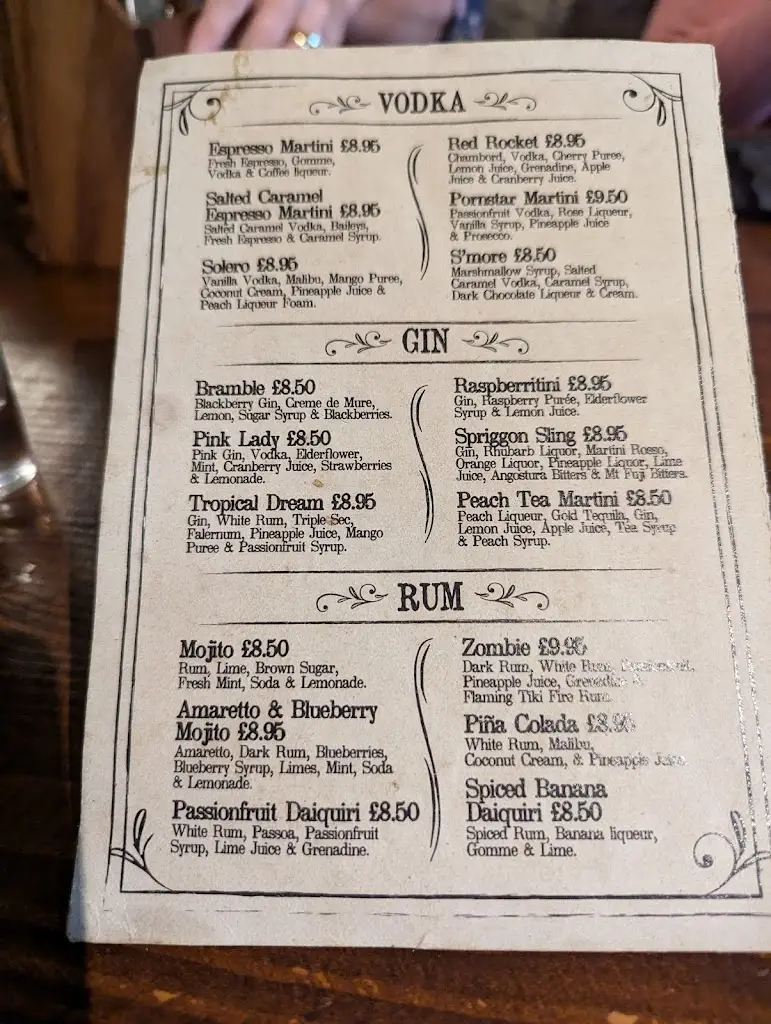 VODKA
Espresso Martini £8.95
Fresh Espresso, Gomme,
Vodka & Coffee liqueur.
Salted Caramel
Espresso Martini £8.95
Salted Caramel Vodka, Baileys,
Fresh Espresso & Caramel Syrup.
Solero £8.95
Vanilla Vodka, Malibu, Mango Puree,
Coconut Cream, Pineapple Juice &
Peach Liqueur Foam.
Red Rocket £8.95
Chambord, Vodka, Cherry Puree,
Lemon Juice, Grenadine, Apple
Juice & Cranberry Juice.
Pornstar Martini £9.50
Passionfruit Vodka, Rose Liqueur,
Vanilla Syrup, Pineapple Juice
& Prosecco.
S'more £8.50
Marshmallow Syrup, Salted
Caramel Vodka, Caramel Syrup,
Dark Chocolate Liqueur & Cream.
GIN
Bramble £8.50
Blackberry Gin, Creme de Mure,
Lemon, Sugar Syrup & Blackberries.
Pink Lady £8.50
Pink Gin, Vodka, Elderflower,
Mint, Cranberry Juice, Strawberries
& Lemonade.
Tropical Dream £8.95
Gin, White Rum, Triple Sec,
Falernum, Pineapple Juice, Mango
Puree & Passionfruit Syrup.
Raspberritini £8.95
Gin, Raspberry Purée, Elderflower
Syrup & Lemon Juice.
Spriggon Sling £8.95
Gin, Rhubarb Liquor, Martini Rosso,
Orange Liquor, Pineapple Liquor, Lime
Juice, Angostura Bitters & Mt Fuji Bitters.
Peach Tea Martini £8.50
Peach Liqueur, Gold Tequila, Gin,
Lemon Juice, Apple Juice, Tea Syrup
& Peach Syrup.
RUM
Mojito £8.50
Rum, Lime, Brown Sugar,
Fresh Mint, Soda & Lemonade.
Amaretto & Blueberry
Mojito £8.95
Amaretto, Dark Rum, Blueberries,
Blueberry Syrup, Limes, Mint, Soda
& Lemonade.
Passionfruit Daiquiri £8.50
White Rum, Passoa, Passionfruit
Syrup, Lime Juice & Grenadine.
Zombie £9.95
Dark Rum, White Rum,
Pineapple Juice, Grenadine &
Flaming Tiki Fire Rum.
Piña Colada £8.95
White Rum, Malibu,
Coconut Cream, & Pineapple Juice.
Spiced Banana
Daiquiri £8.50
Spiced Rum, Banana liqueur,
Gomme & Lime.